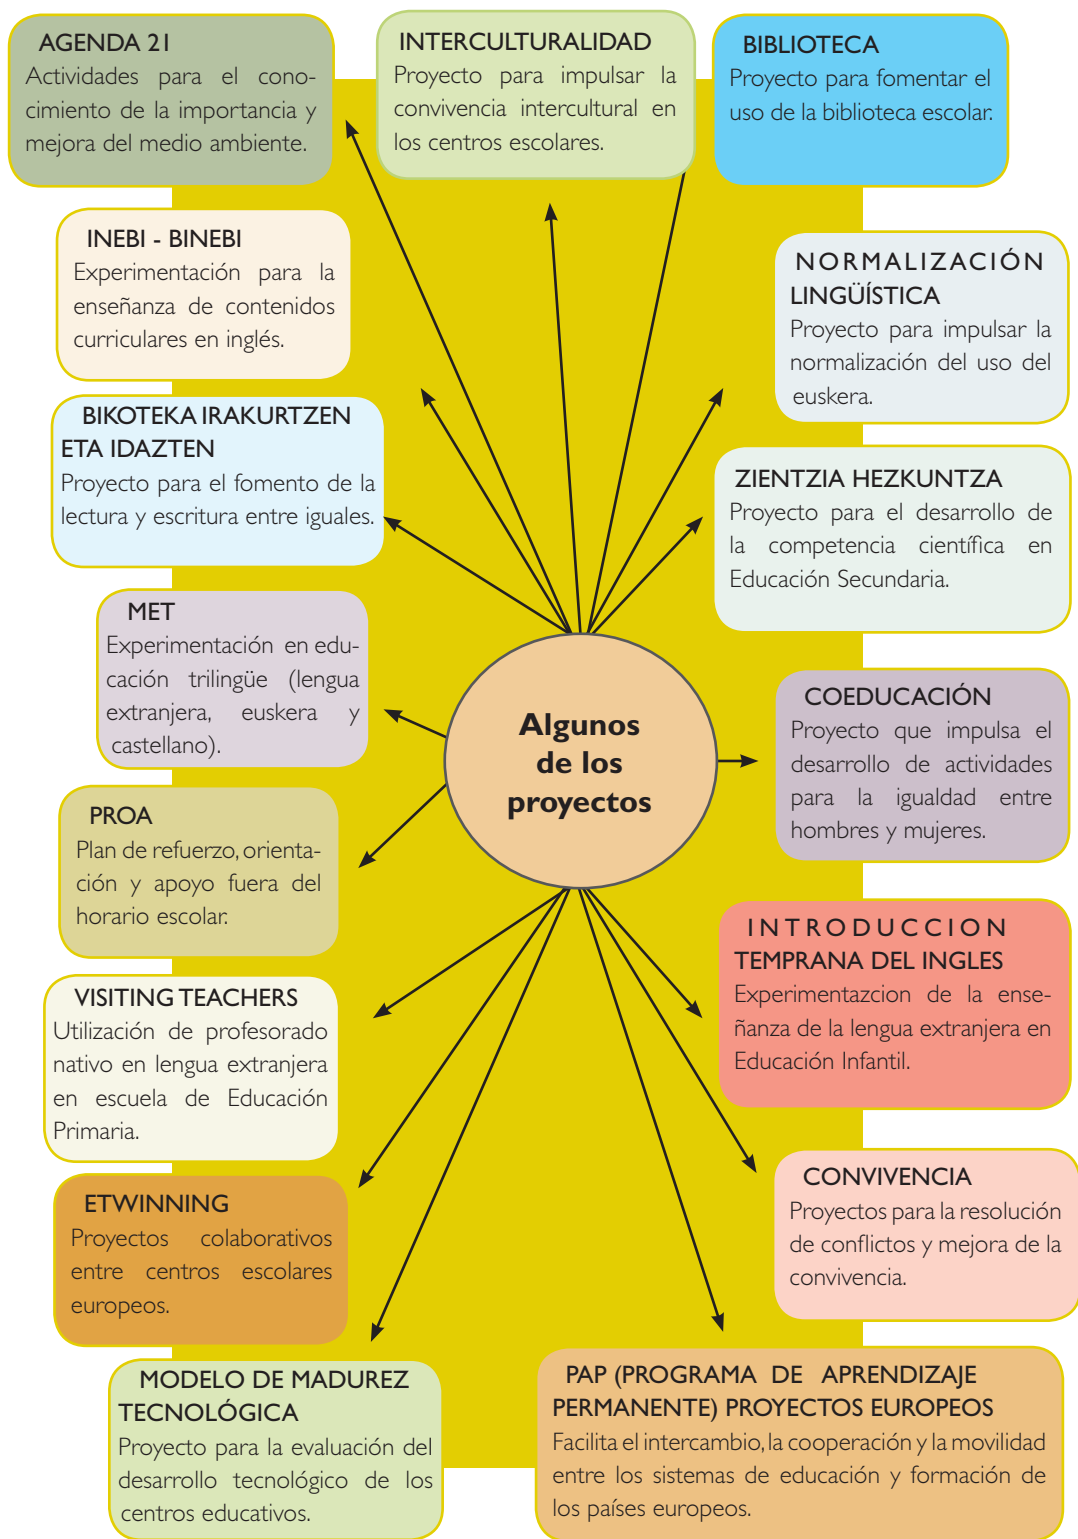 AGENDA 21
Actividades para el cono-
cimiento de la importancia y
mejora del medio ambiente.
INTERCULTURALIDAD
Proyecto para impulsar la
convivencia intercultural en
los centros escolares.
BIBLIOTECA
Proyecto para fomentar el
uso de la biblioteca escolar.
INEBI - BINEBI
Experimentación para la
enseñanza de contenidos
curriculares en inglés.
NORMALIZACIÓN
LINGÜÍSTICA
Proyecto para impulsar la
normalización del uso del
euskera.
BIKOTEKA IRAKURTZEN
ETA IDAZTEN
Proyecto para el fomento de la
lectura y escritura entre iguales.
ZIENTZIA HEZKUNTZA
Proyecto para el desarrollo de
la competencia científica en
Educación Secundaria.
MET
Experimentación en edu-
cación trilingüe (lengua
extranjera, euskera y
castellano).
Algunos
de los
proyectos
COEDUCACIÓN
Proyecto que impulsa el
desarrollo de actividades
para la igualdad entre
hombres y mujeres.
PROA
Plan de refuerzo, orienta-
ción y apoyo fuera del
horario escolar.
INTRODUCCION
TEMPRANA DEL INGLES
Experimentazcion de la ense-
ñanza de la lengua extranjera en
Educación Infantil.
VISITING TEACHERS
Utilización de profesorado
nativo en lengua extranjera
en escuela de Educación
Primaria.
CONVIVENCIA
Proyectos para la resolución
de conflictos y mejora de la
convivencia.
ETWINNING
Proyectos colaborativos
entre centros escolares
europeos.
MODELO DE MADUREZ
TECNOLÓGICA
Proyecto para la evaluación del
desarrollo tecnológico de los
centros educativos.
PAP (PROGRAMA DE APRENDIZAJE
PERMANENTE) PROYECTOS EUROPEOS
Facilita el intercambio, la cooperación y la movilidad
entre los sistemas de educación y formación de
los países europeos.